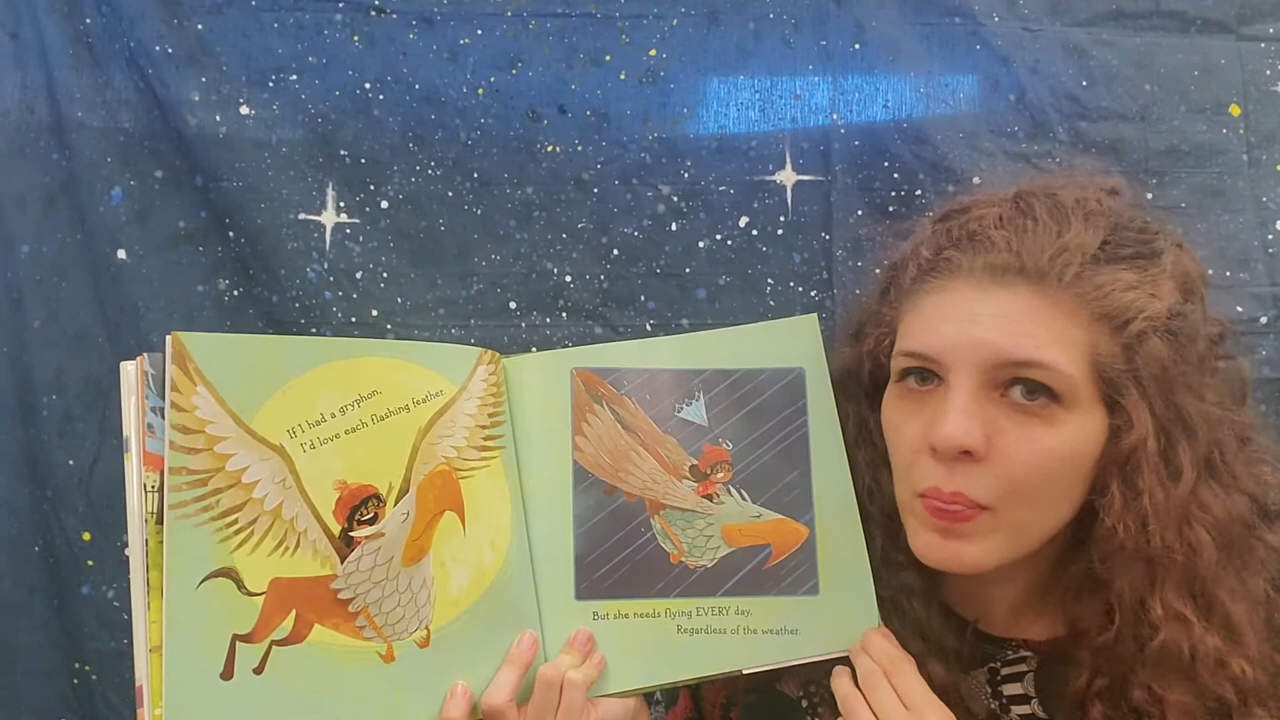 If I had a gryphon,
I'd love each flashing feather.
But she needs flying EVERY day,
Regardless of the weather.